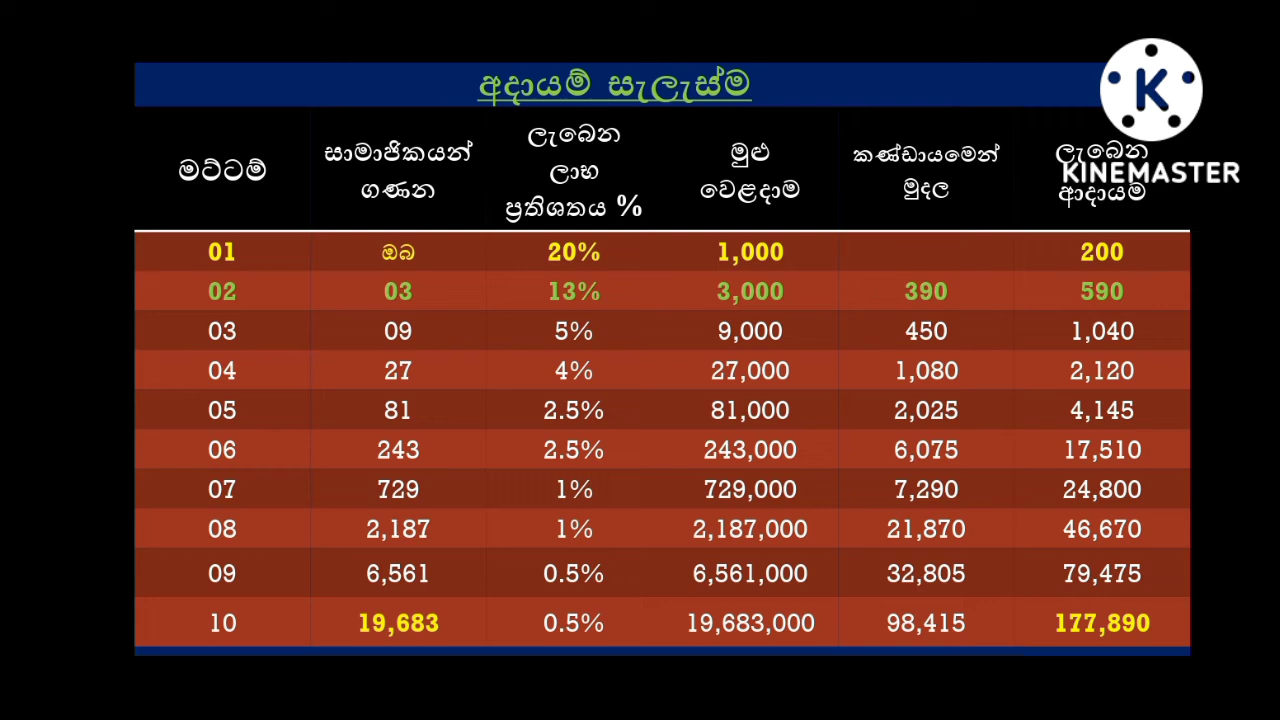 අදායම් සැලැස්ම
K
KINEMASTER
මට්ටම් සාමාජිකයන් ගණන ලැබෙන ලාභ ප්‍රතිශතය % මුළු වෙළදාම කණ්ඩායමෙන් මුදල ලැබෙන ආදායම
01 ඔබ 20% 1,000 200
02 03 13% 3,000 390 590
03 09 5% 9,000 450 1,040
04 27 4% 27,000 1,080 2,120
05 81 2.5% 81,000 2,025 4,145
06 243 2.5% 243,000 6,075 17,510
07 729 1% 729,000 7,290 24,800
08 2,187 1% 2,187,000 21,870 46,670
09 6,561 0.5% 6,561,000 32,805 79,475
10 19,683 0.5% 19,683,000 98,415 177,890